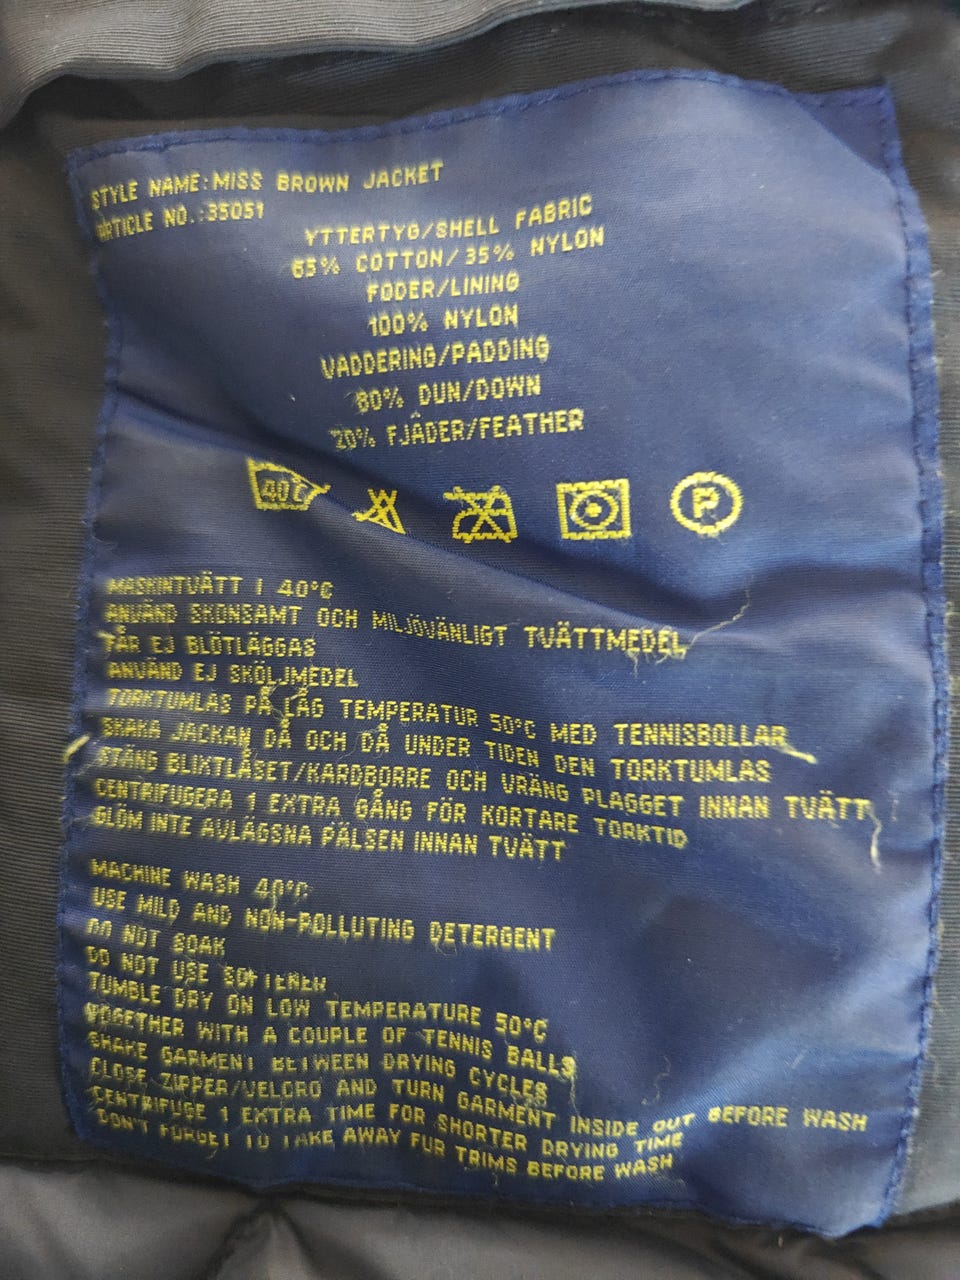 STYLE NAME:MISS BROWN JACKET
ARTICLE NO.:35051
YTTERTYG/SHELL FABRIC
65% COTTON/35% NYLON
FODER/LINING
100% NYLON
VADDERING/PADDING
80% DUN/DOWN
20% FJÄDER/FEATHER
40C P
MASKINTVÄTT I 40°C
ANVÄND SKONSAMT OCH MILJÖVÄNLIGT TVÄTTMEDEL
FÅR EJ BLÖTLÄGGAS
ANVÄND EJ SKÖLJMEDEL
TORKTUMLAS PÅ LÅG TEMPERATUR 50°C MED TENNISBOLLAR
SKAKA JACKAN DÅ OCH DÅ UNDER TIDEN DEN TORKTUMLAS
STÄNG BLIXTLÅSET/KARDBORRE OCH VRÄNG PLAGGET INNAN TVÄTT
CENTRIFUGERA 1 EXTRA GÅNG FÖR KORTARE TORKTID
GLÖM INTE AVLÄGSNA PÄLSEN INNAN TVÄTT
MACHINE WASH 40°C
USE MILD AND NON-POLLUTING DETERGENT
DO NOT SOAK
DO NOT USE SOFTENER
TUMBLE DRY ON LOW TEMPERATURE 50°C
TOGETHER WITH A COUPLE OF TENNIS BALLS
SHAKE GARMENT BETWEEN DRYING CYCLES
CLOSE ZIPPER/VELCRO AND TURN GARMENT INSIDE OUT BEFORE WASH
CENTRIFUGE 1 EXTRA TIME FOR SHORTER DRYING TIME
DON'T FORGET TO TAKE AWAY FUR TRIMS BEFORE WASH